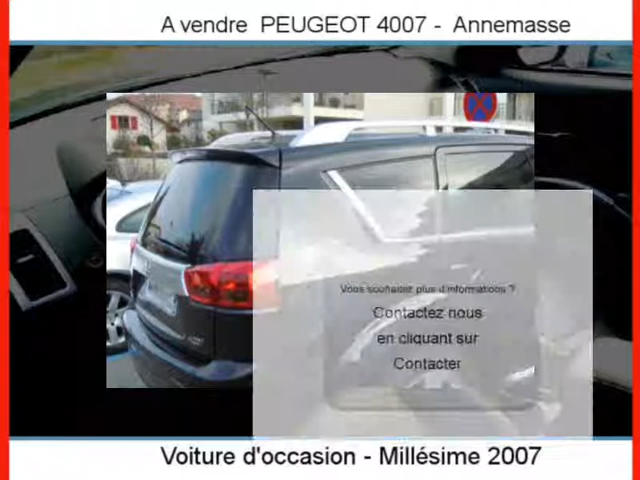 A vendre PEUGEOT 4007 - Annemasse
Vous souhaitez plus d'informations ?
Contactez nous
en cliquant sur
Contacter
Voiture d'occasion - Millésime 2007